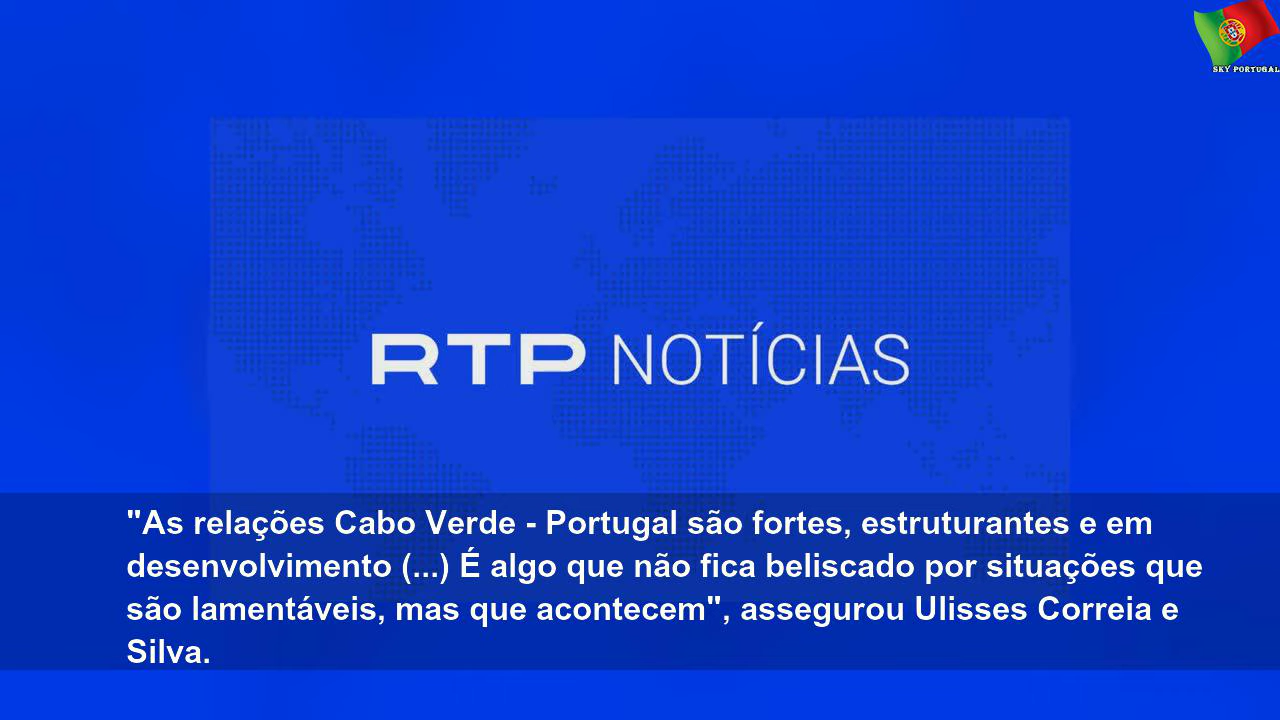 SKY PORTUGAL
RTP NOTÍCIAS
"As relações Cabo Verde - Portugal são fortes, estruturantes e em
desenvolvimento (...) É algo que não fica beliscado por situações que
são lamentáveis, mas que acontecem", assegurou Ulisses Correia e
Silva.